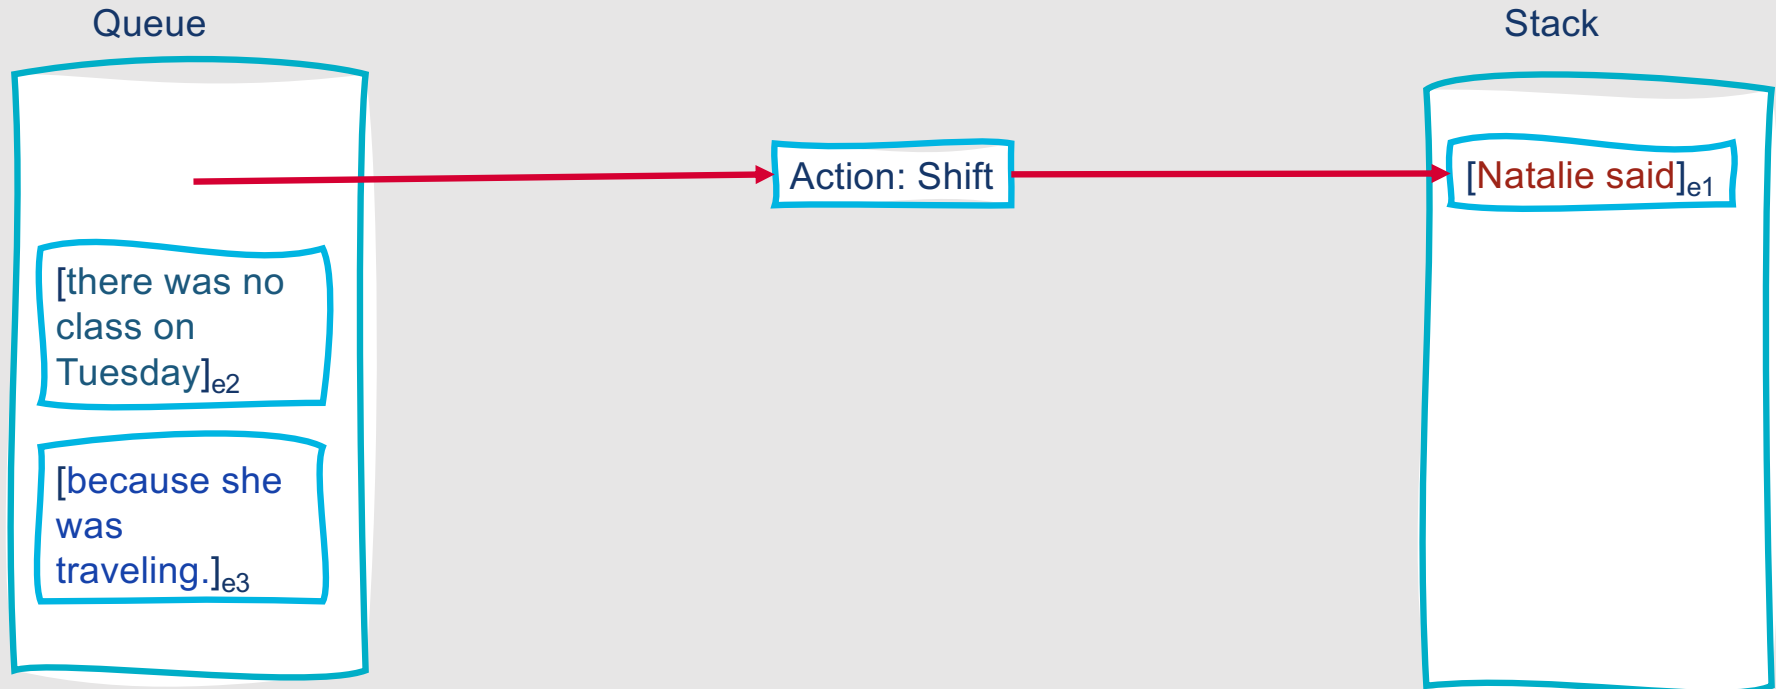 Queue
Stack
Action: Shift
[Natalie said]e1
[there was no
class on
Tuesday]e2
[because she
was
traveling.]e3